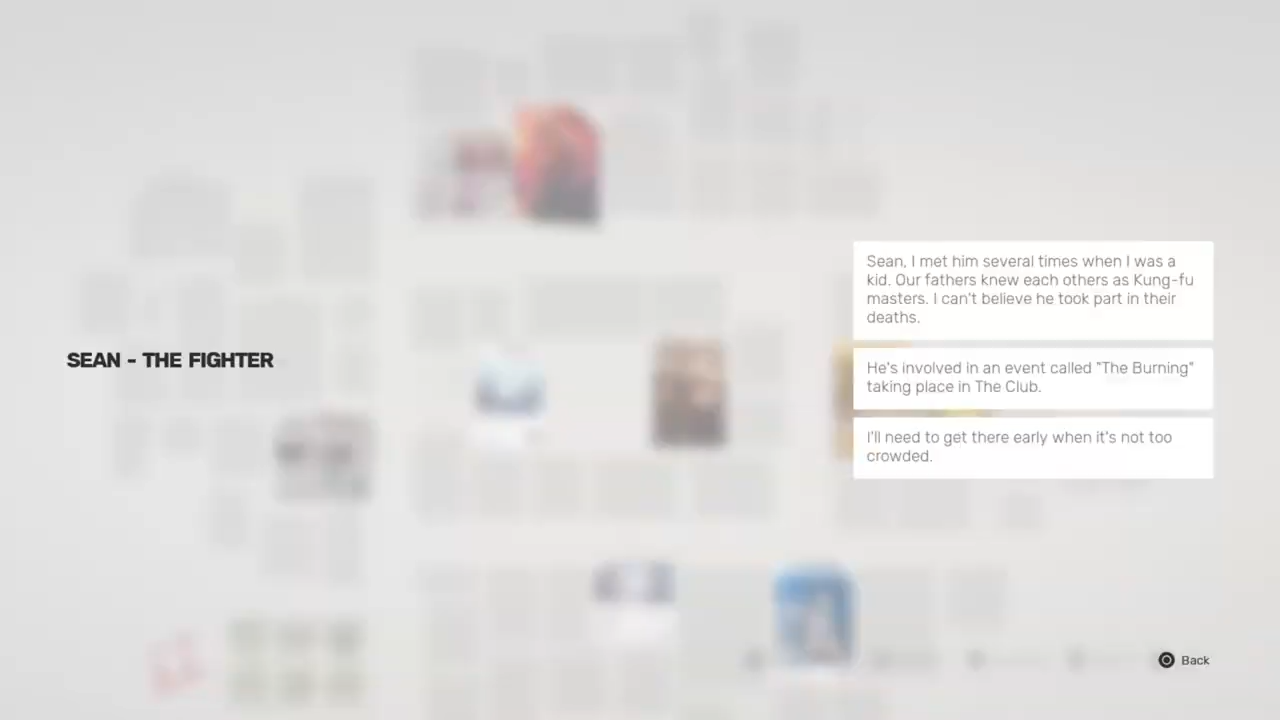 SEAN - THE FIGHTER
Sean, I met him several times when I was a
kid. Our fathers knew each others as Kung-fu
masters. I can't believe he took part in their
deaths.
He's involved in an event called "The Burning"
taking place in The Club.
I'll need to get there early when it's not too
crowded.
Back